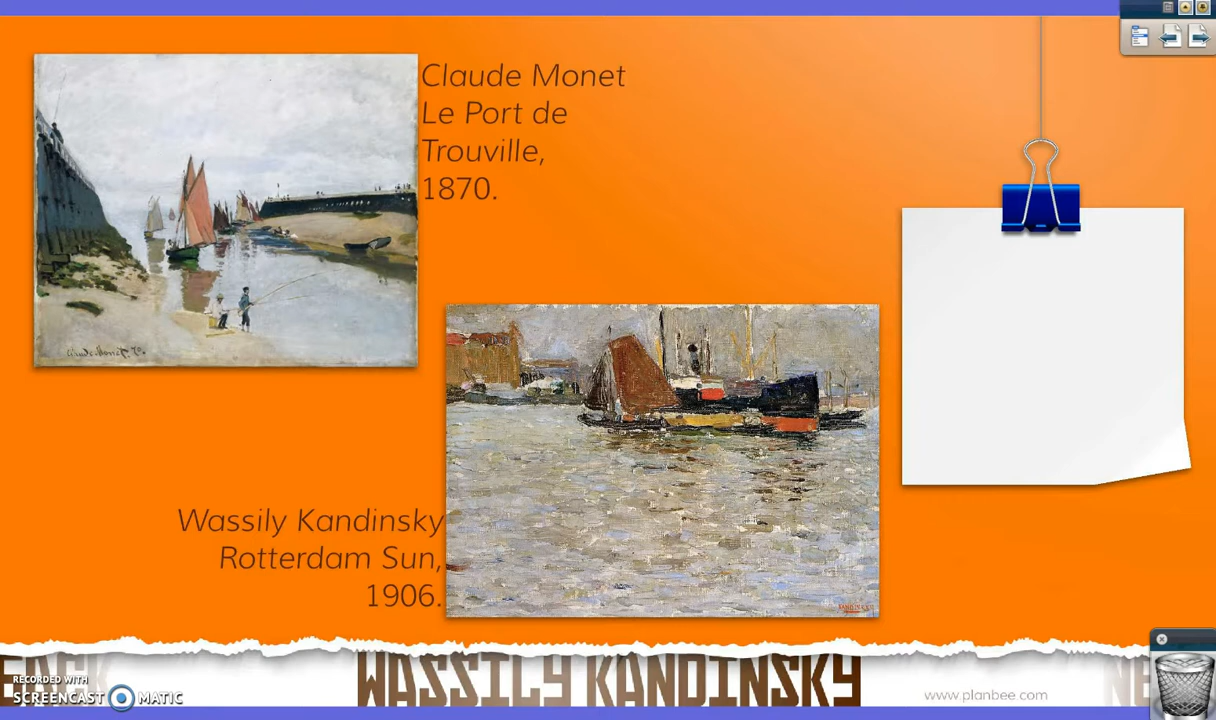 Claude Monet
Le Port de
Trouville,
1870.
Wassily Kandinsky
Rotterdam Sun,
1906.
WASSILY KANDINSKY
www.planbee.com
RECORDED WITH
SCREENCAST MATIC